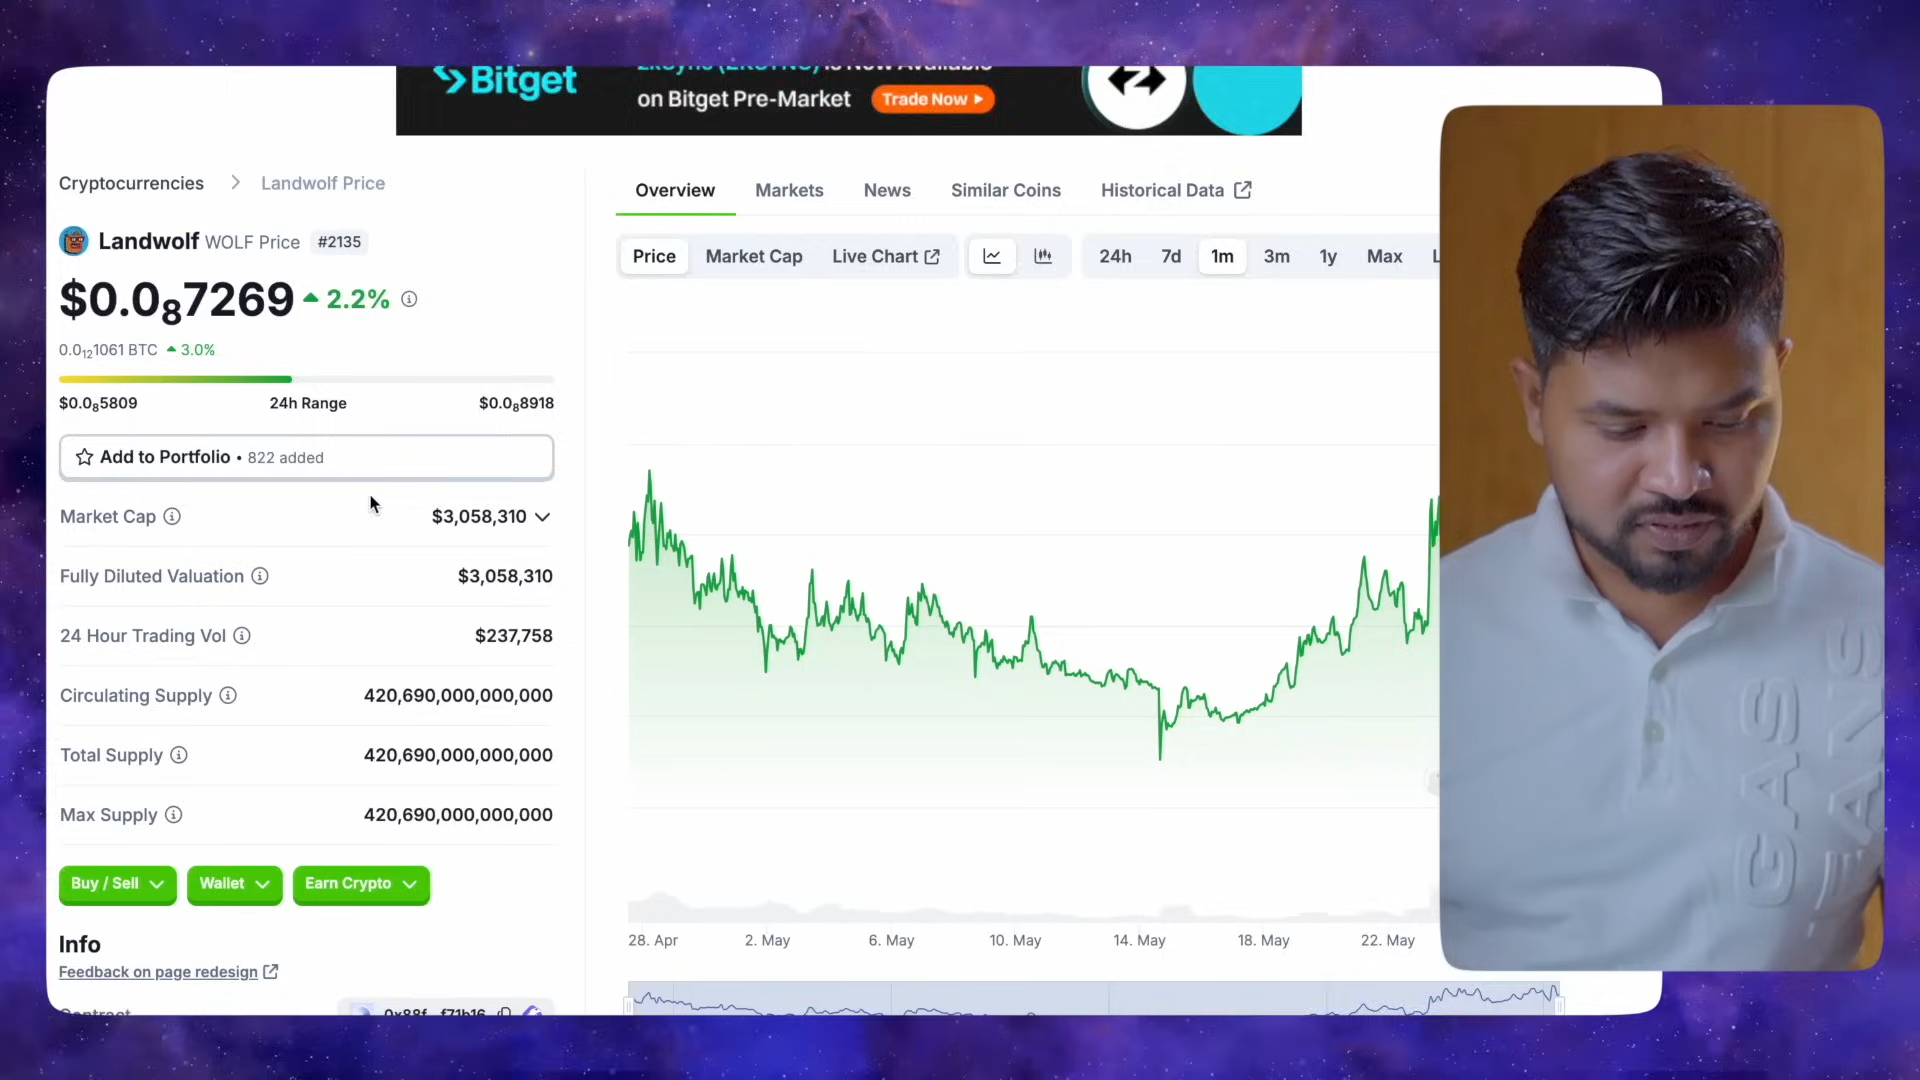 Bitget
on Bitget Pre-Market
Trade Now
Cryptocurrencies
Landwolf Price
Landwolf WOLF Price #2135
$0.0₈7269 2.2%
0.0₁₂1061 BTC 3.0%
$0.0₈5809 24h Range $0.0₈8918
Add to Portfolio • 822 added
Market Cap $3,058,310
Fully Diluted Valuation $3,058,310
24 Hour Trading Vol $237,758
Circulating Supply 420,690,000,000,000
Total Supply 420,690,000,000,000
Max Supply 420,690,000,000,000
Buy / Sell Wallet Earn Crypto
Info
Feedback on page redesign
Contract 0x88f...f71b16
Overview Markets News Similar Coins Historical Data
Price Market Cap Live Chart 24h 7d 1m 3m 1y Max L
28. Apr 2. May 6. May 10. May 14. May 18. May 22. May
GAS